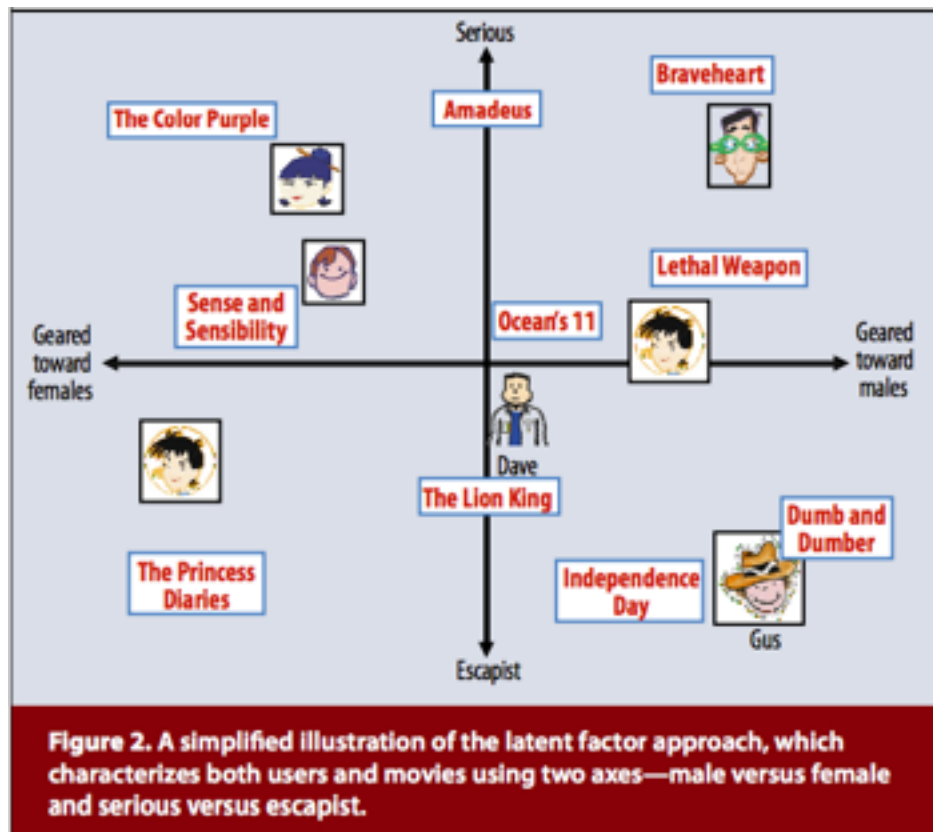 Serious
Braveheart
The Color Purple
Amadeus
Lethal Weapon
Sense and
Sensibility
Ocean's 11
Geared
toward
females
Geared
toward
males
Dave
The Lion King
Dumb and
Dumber
The Princess
Diaries
Independence
Day
Gus
Escapist
Figure 2. A simplified illustration of the latent factor approach, which
characterizes both users and movies using two axes—male versus female
and serious versus escapist.